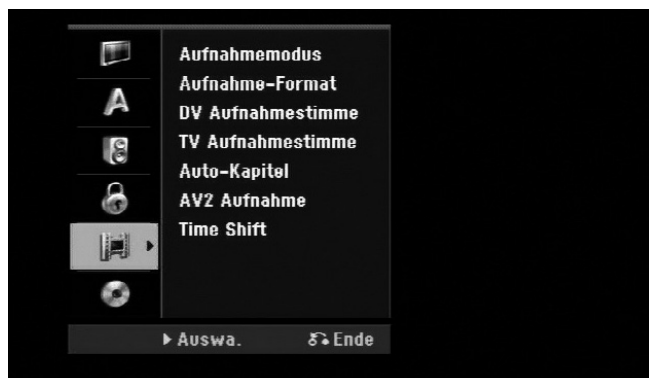 Aufnahmemodus
Aufnahme-Format
DV Aufnahmestimme
TV Aufnahmestimme
Auto-Kapitel
AV2 Aufnahme
Time Shift
Auswa. Ende